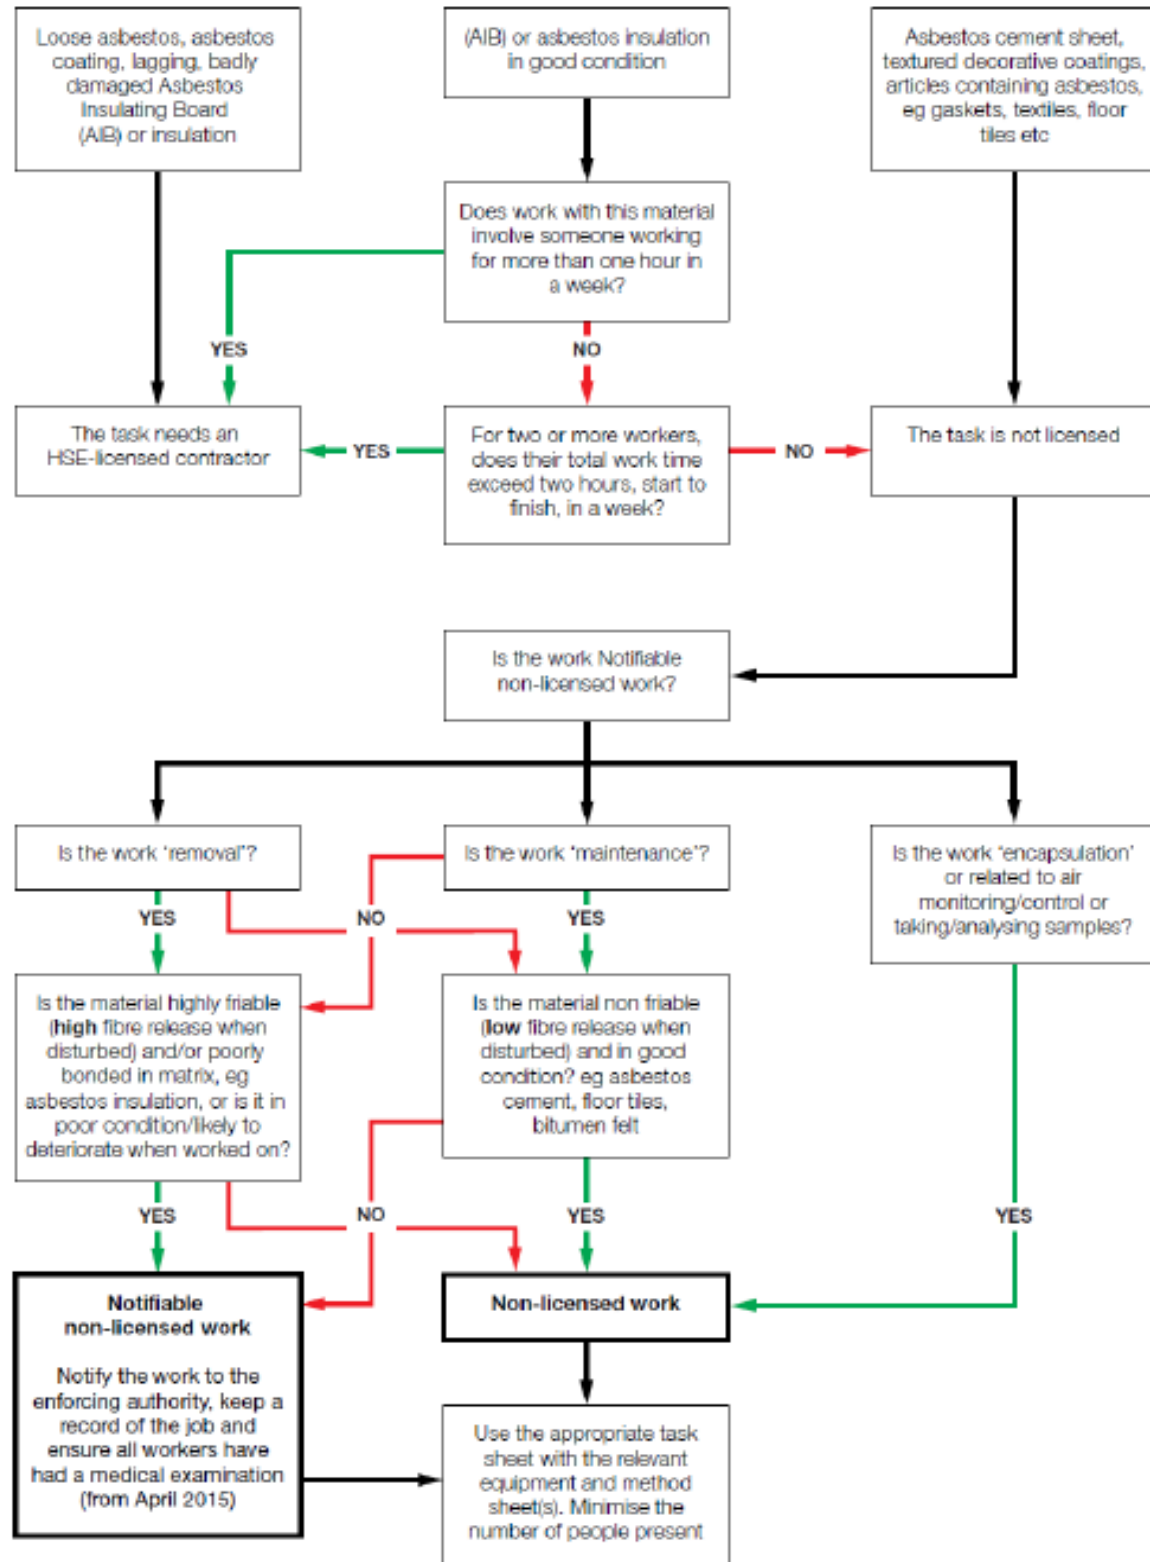 Loose asbestos, asbestos
coating, lagging, badly
damaged Asbestos
Insulating Board
(AIB) or insulation
(AIB) or asbestos insulation
in good condition
Asbestos cement sheet,
textured decorative coatings,
articles containing asbestos,
eg gaskets, textiles, floor
tiles etc
Does work with this material
involve someone working
for more than one hour in
a week?
YES
NO
The task needs an
HSE-licensed contractor
YES
For two or more workers,
does their total work time
exceed two hours, start to
finish, in a week?
NO
The task is not licensed
Is the work Notifiable
non-licensed work?
Is the work 'removal'?
Is the work 'maintenance'?
Is the work 'encapsulation'
or related to air
monitoring/control or
taking/analysing samples?
YES
NO
YES
Is the material highly friable
(high fibre release when
disturbed) and/or poorly
bonded in matrix, eg
asbestos insulation, or is it in
poor condition/likely to
deteriorate when worked on?
Is the material non friable
(low fibre release when
disturbed) and in good
condition? eg asbestos
cement, floor tiles,
bitumen felt
YES
NO
YES
YES
Notifiable
non-licensed work
Notify the work to the
enforcing authority, keep a
record of the job and
ensure all workers have
had a medical examination
(from April 2015)
Non-licensed work
Use the appropriate task
sheet with the relevant
equipment and method
sheet(s). Minimise the
number of people present